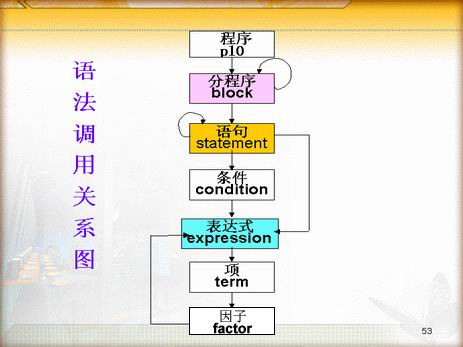 语法调用关系图
程序
pl0
分程序
block
语句
statement
条件
condition
表达式
expression
项
term
因子
factor
53